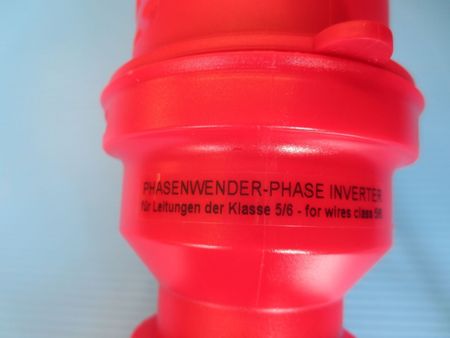 PHASENWENDER-PHASE INVERTER
für Leitungen der Klasse 5/6 - for wires class 5/6